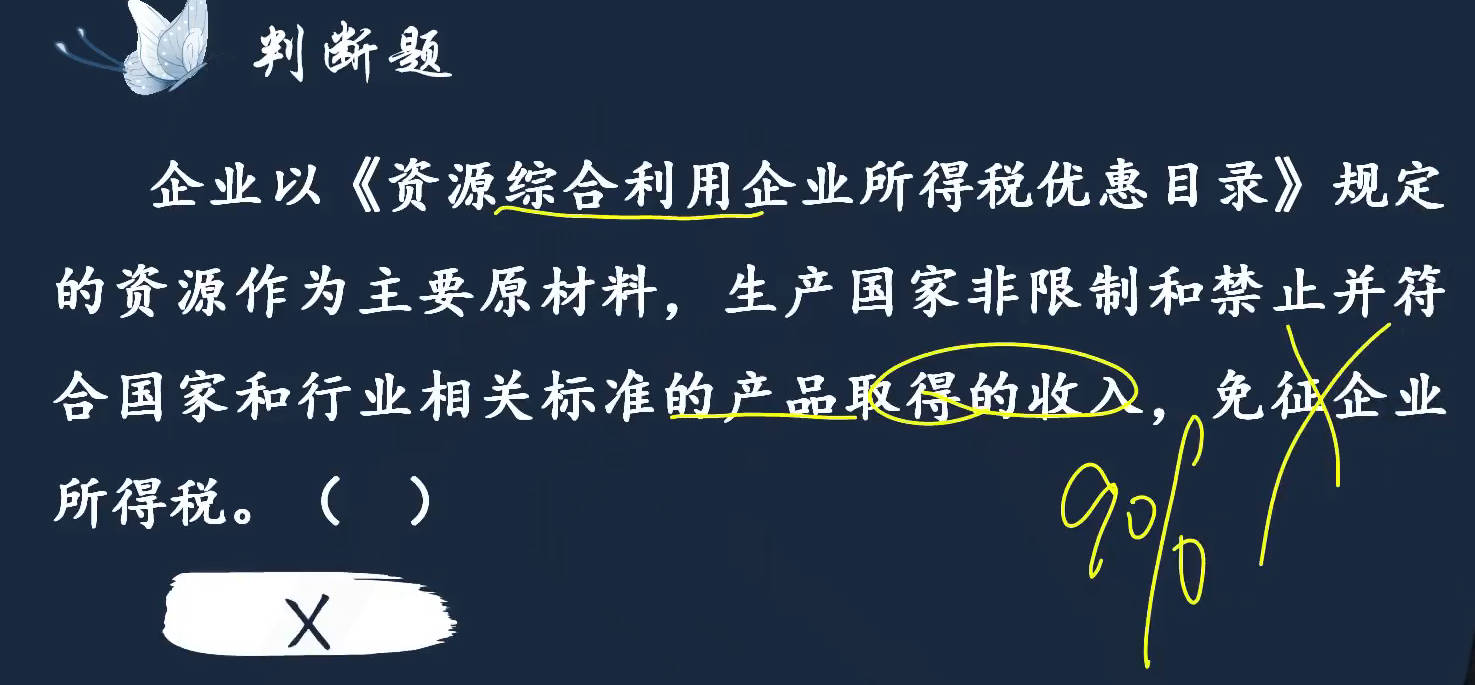 判断题
企业以《资源综合利用企业所得税优惠目录》规定
的资源作为主要原材料，生产国家非限制和禁止并符
合国家和行业相关标准的产品取得的收入，免征企业
所得税。（ ）
90%
X